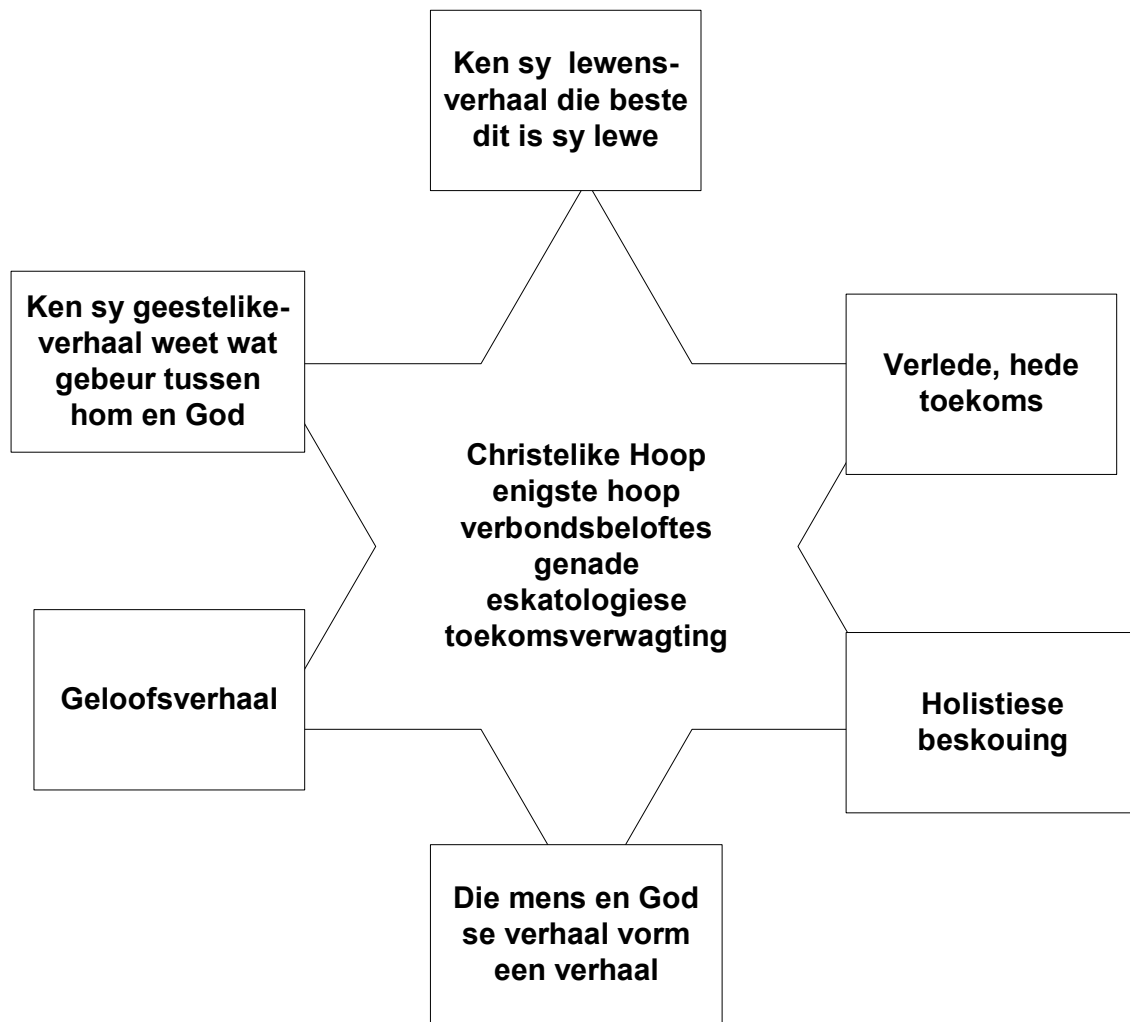 Ken sy lewens-
verhaal die beste
dit is sy lewe
Ken sy geestelike-
verhaal weet wat
gebeur tussen
hom en God
Verlede, hede
toekoms
Christelike Hoop
enigste hoop
verbondsbeloftes
genade
eskatologiese
toekomsverwagting
Geloofsverhaal
Holistiese
beskouing
Die mens en God
se verhaal vorm
een verhaal